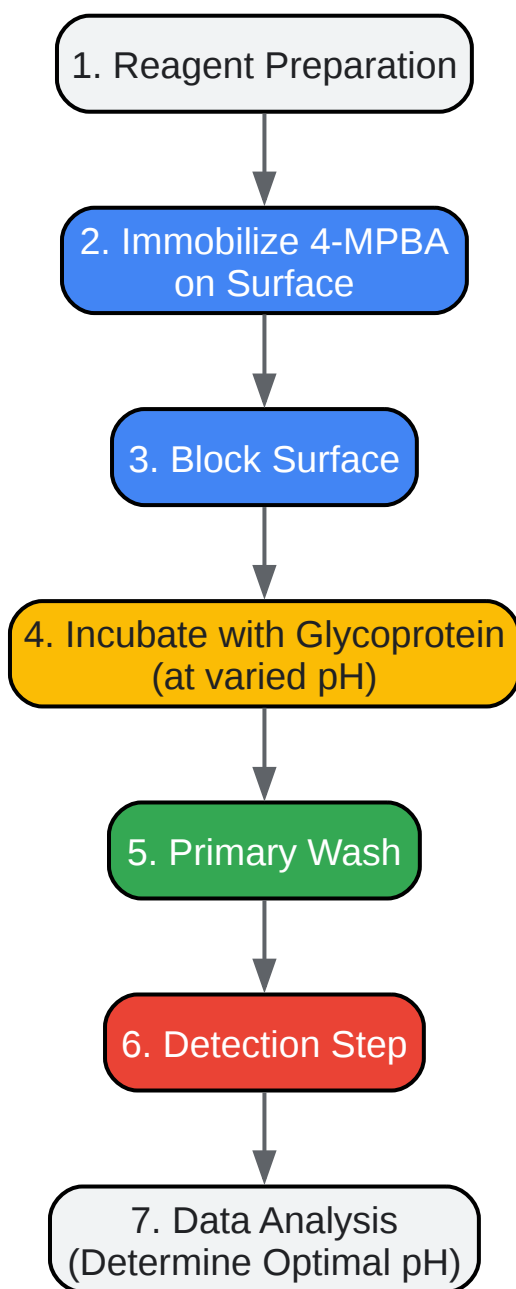 1. Reagent Preparation
2. Immobilize 4-MPBA
on Surface
3. Block Surface
4. Incubate with Glycoprotein
(at varied pH)
5. Primary Wash
6. Detection Step
7. Data Analysis
(Determine Optimal pH)